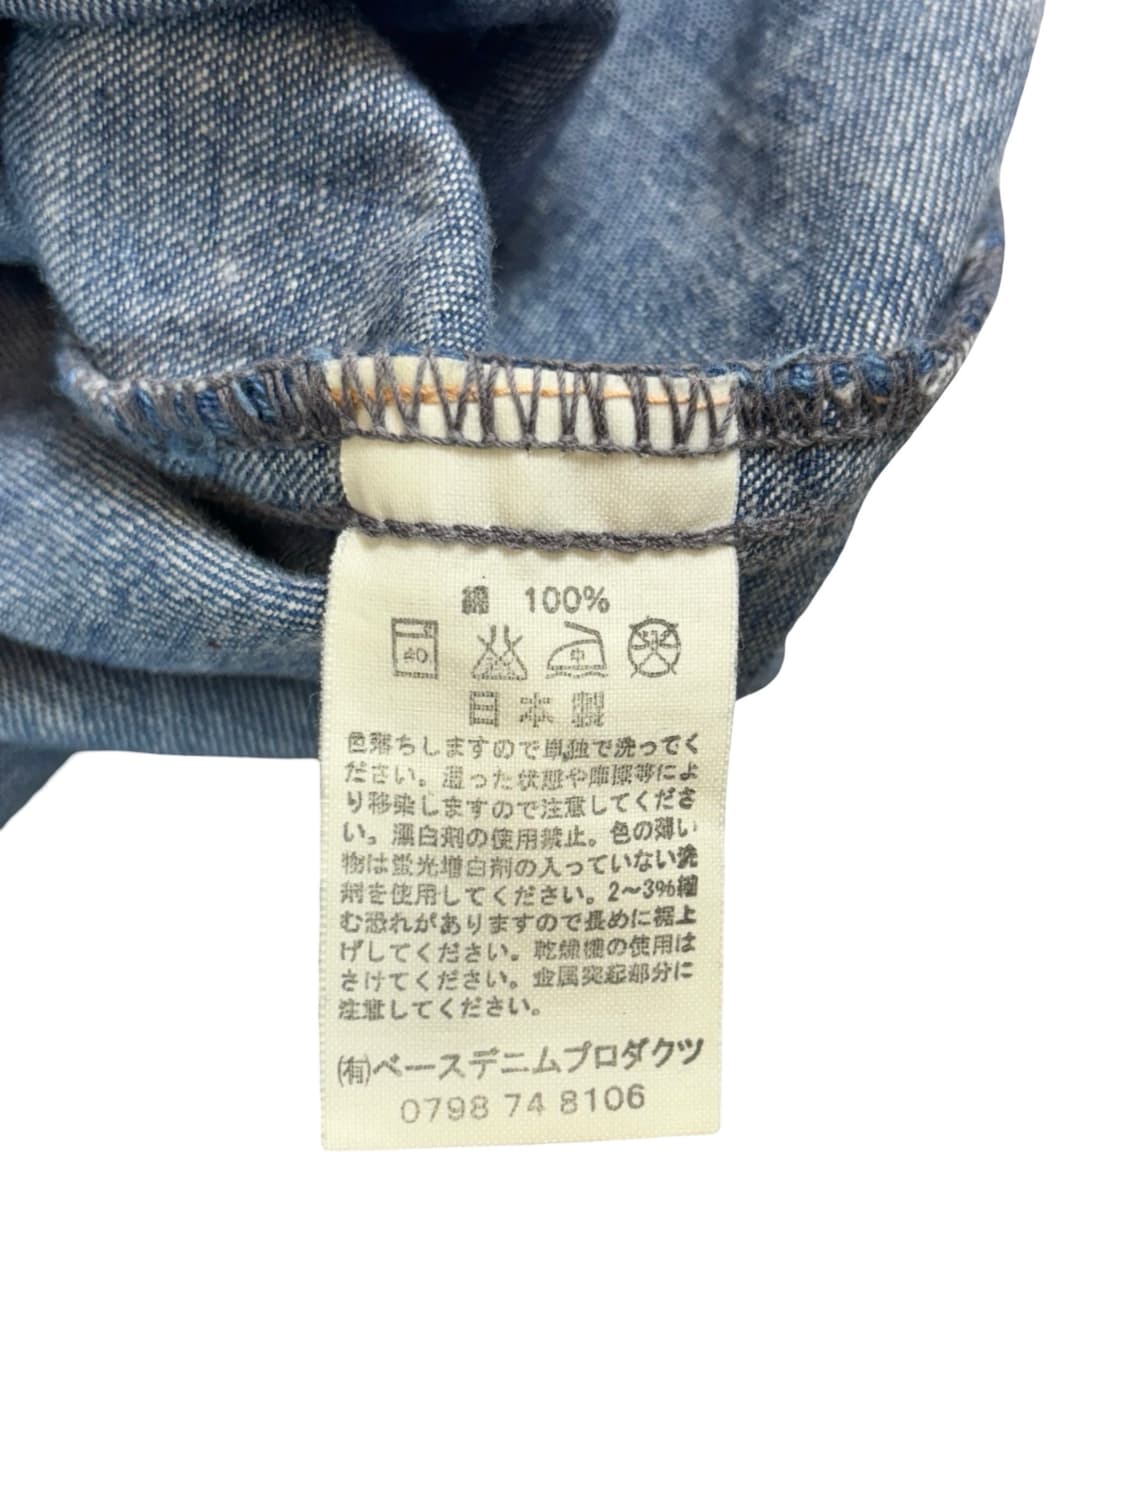 綿 100%
40
中
日本製
色落ちしますので単独で洗ってく
ださい。湿った状態や摩擦等によ
り移染しますので注意してくださ
い。漂白剤の使用禁止。色の薄い
物は蛍光増白剤の入っていない洗
剤を使用してください。2〜3%縮
む恐れがありますので長めに裾上
げしてください。乾燥機の使用は
さけてください。金属突起部分に
注意してください。
(有)ベースデニムプロダクツ
0798 74 8106